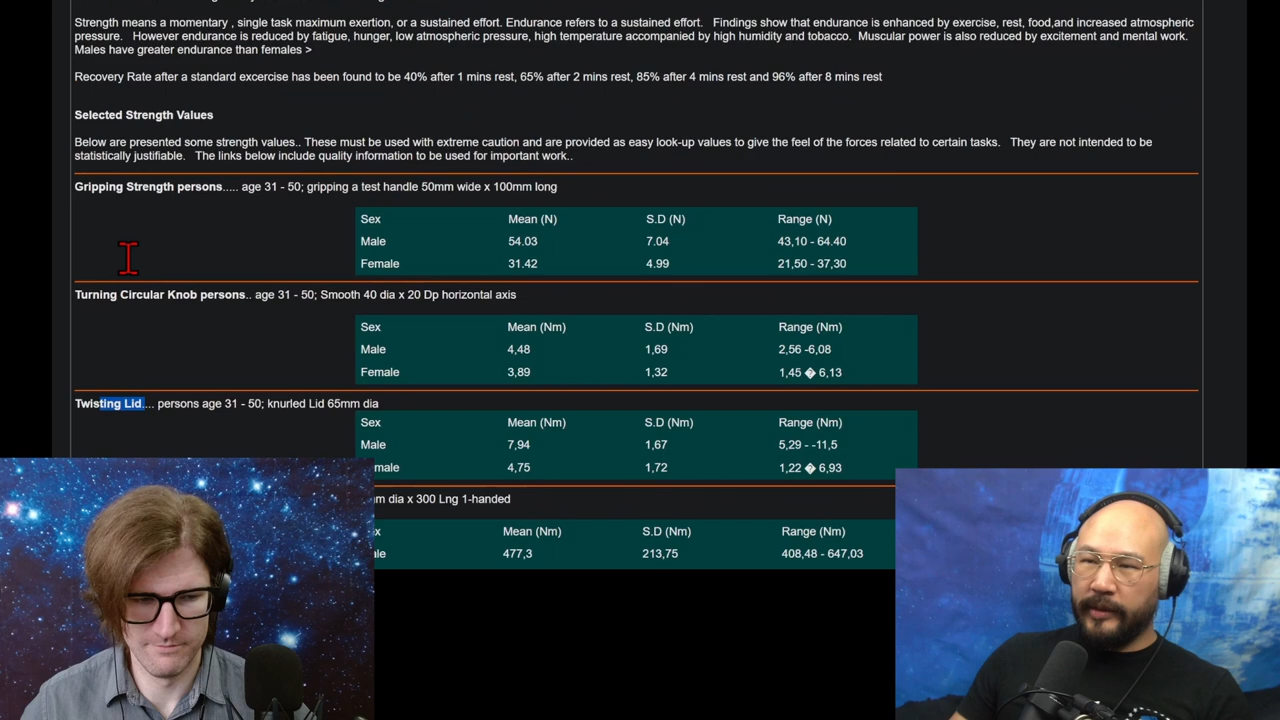 Strength means a momentary , single task maximum exertion, or a sustained effort. Endurance refers to a sustained effort.   Findings show that endurance is enhanced by exercise, rest, food,and increased atmospheric
pressure.   However endurance is reduced by fatigue, hunger, low atmospheric pressure, high temperature accompanied by high humidity and tobacco.  Muscular power is also reduced by excitement and mental work.
Males have greater endurance than females >
Recovery Rate after a standard excercise has been found to be 40% after 1 mins rest, 65% after 2 mins rest, 85% after 4 mins rest and 96% after 8 mins rest
Selected Strength Values
Below are presented some strength values.. These must be used with extreme caution and are provided as easy look-up values to give the feel of the forces related to certain tasks.   They are not intended to be
statistically justifiable.   The links below include quality information to be used for important work..
Gripping Strength persons..... age 31 - 50; gripping a test handle 50mm wide x 100mm long
Sex Mean (N) S.D (N) Range (N)
Male 54.03 7.04 43,10 - 64.40
Female 31.42 4.99 21,50 - 37,30
Turning Circular Knob persons.. age 31 - 50; Smooth 40 dia x 20 Dp horizontal axis
Sex Mean (Nm) S.D (Nm) Range (Nm)
Male 4,48 1,69 2,56 -6,08
Female 3,89 1,32 1,45 � 6,13
Twisting Lid.... persons age 31 - 50; knurled Lid 65mm dia
Sex Mean (Nm) S.D (Nm) Range (Nm)
Male 7,94 1,67 5,29 - -11,5
emale 4,75 1,72 1,22 � 6,93
m dia x 300 Lng 1-handed
x Mean (Nm) S.D (Nm) Range (Nm)
le 477,3 213,75 408,48 - 647,03